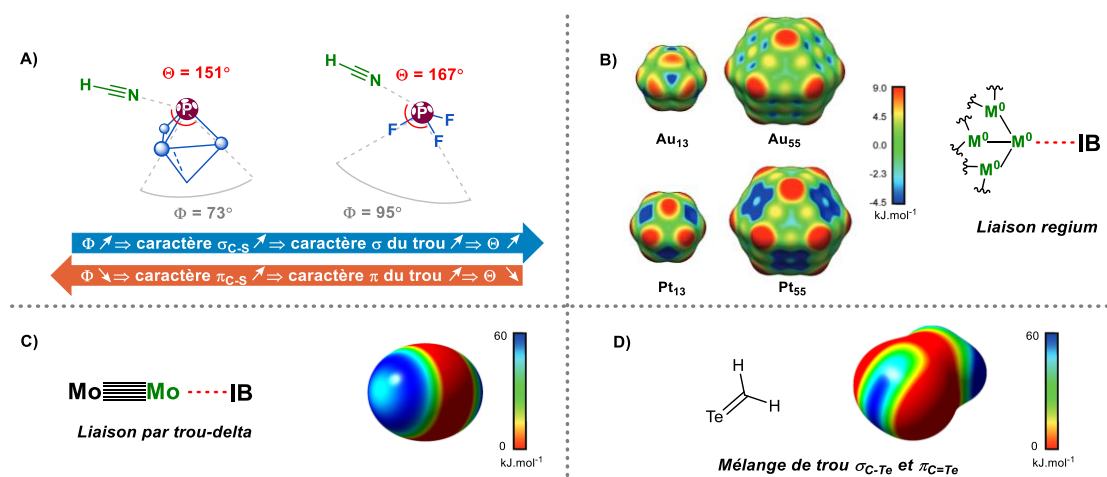 A)
H
N
Θ = 151°
P
Φ = 73°
H
N
Θ = 167°
P
F
F
F
Φ = 95°
Φ ↗⇒ caractère σC-S ↗⇒ caractère σ du trou ↗⇒ Θ ↗
Φ ↘⇒ caractère πC-S ↗⇒ caractère π du trou ↗⇒ Θ ↘
B)
Au13
Au55
Pt13
Pt55
9.0
4.5
2.3
0.00
-2.3
-4.5
kJ.mol-1
M0
M0
M0
M0
IB
Liaison regium
C)
Mo
Mo
IB
Liaison par trou-delta
60
0
kJ.mol-1
D)
H
H
Te
60
0
kJ.mol-1
Mélange de trou σC-Te et πC=Te